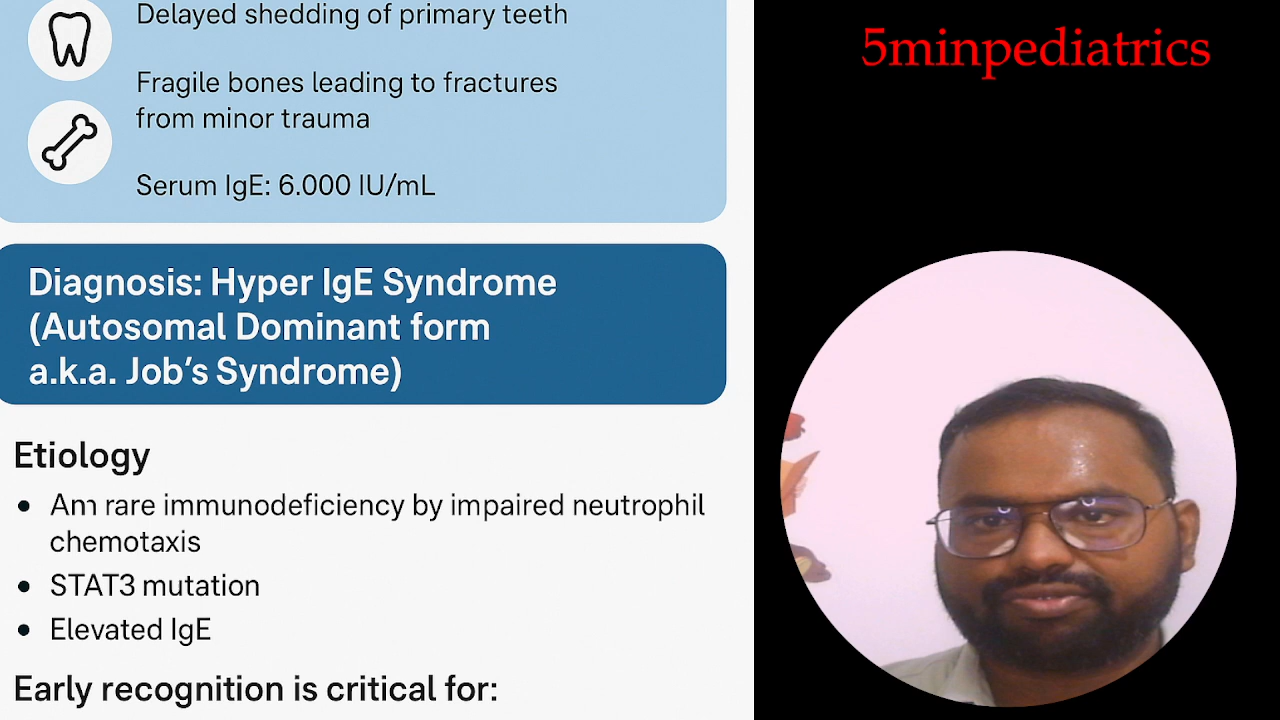 Delayed shedding of primary teeth
Fragile bones leading to fractures
from minor trauma
Serum IgE: 6.000 IU/mL
Diagnosis: Hyper IgE Syndrome
(Autosomal Dominant form
a.k.a. Job's Syndrome)
Etiology
• Am rare immunodeficiency by impaired neutrophil
chemotaxis
• STAT3 mutation
• Elevated IgE
Early recognition is critical for:
5minpediatrics